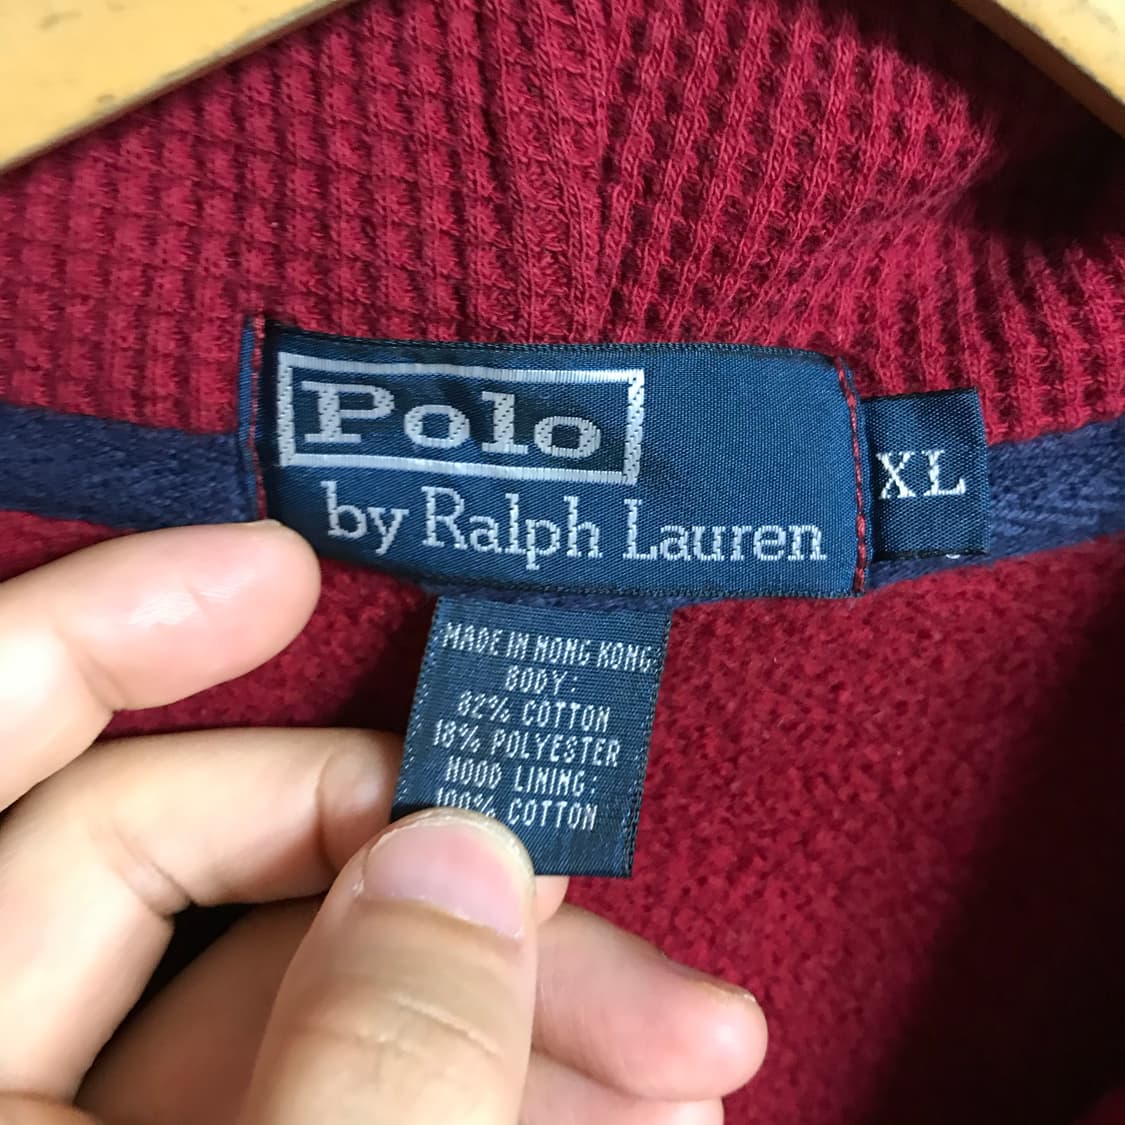 Polo
by Ralph Lauren
XL
MADE IN HONG KONG
BODY:
82% COTTON
18% POLYESTER
HOOD LINING:
100% COTTON